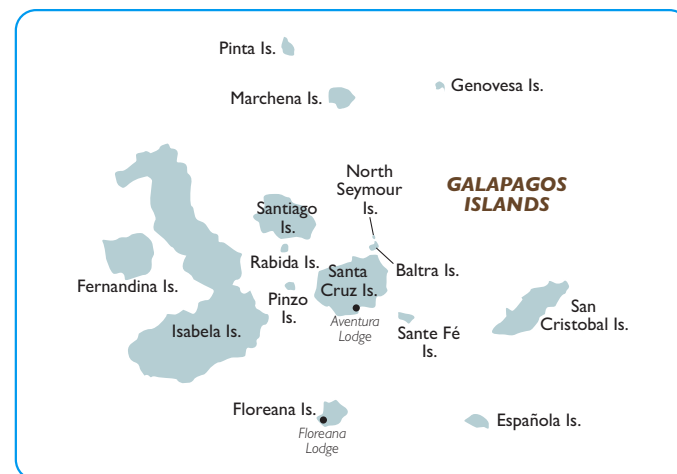 Pinta Is.
Genovesa Is.
Marchena Is.
North
Seymour
Is.
GALAPAGOS
ISLANDS
Santiago
Is.
Rabida Is.
Santa
Cruz Is.
Baltra Is.
Fernandina Is.
Pinzo
Is.
San
Cristobal Is.
Isabela Is.
Aventura
Lodge
Sante Fé
Is.
Floreana Is.
Floreana
Lodge
Española Is.